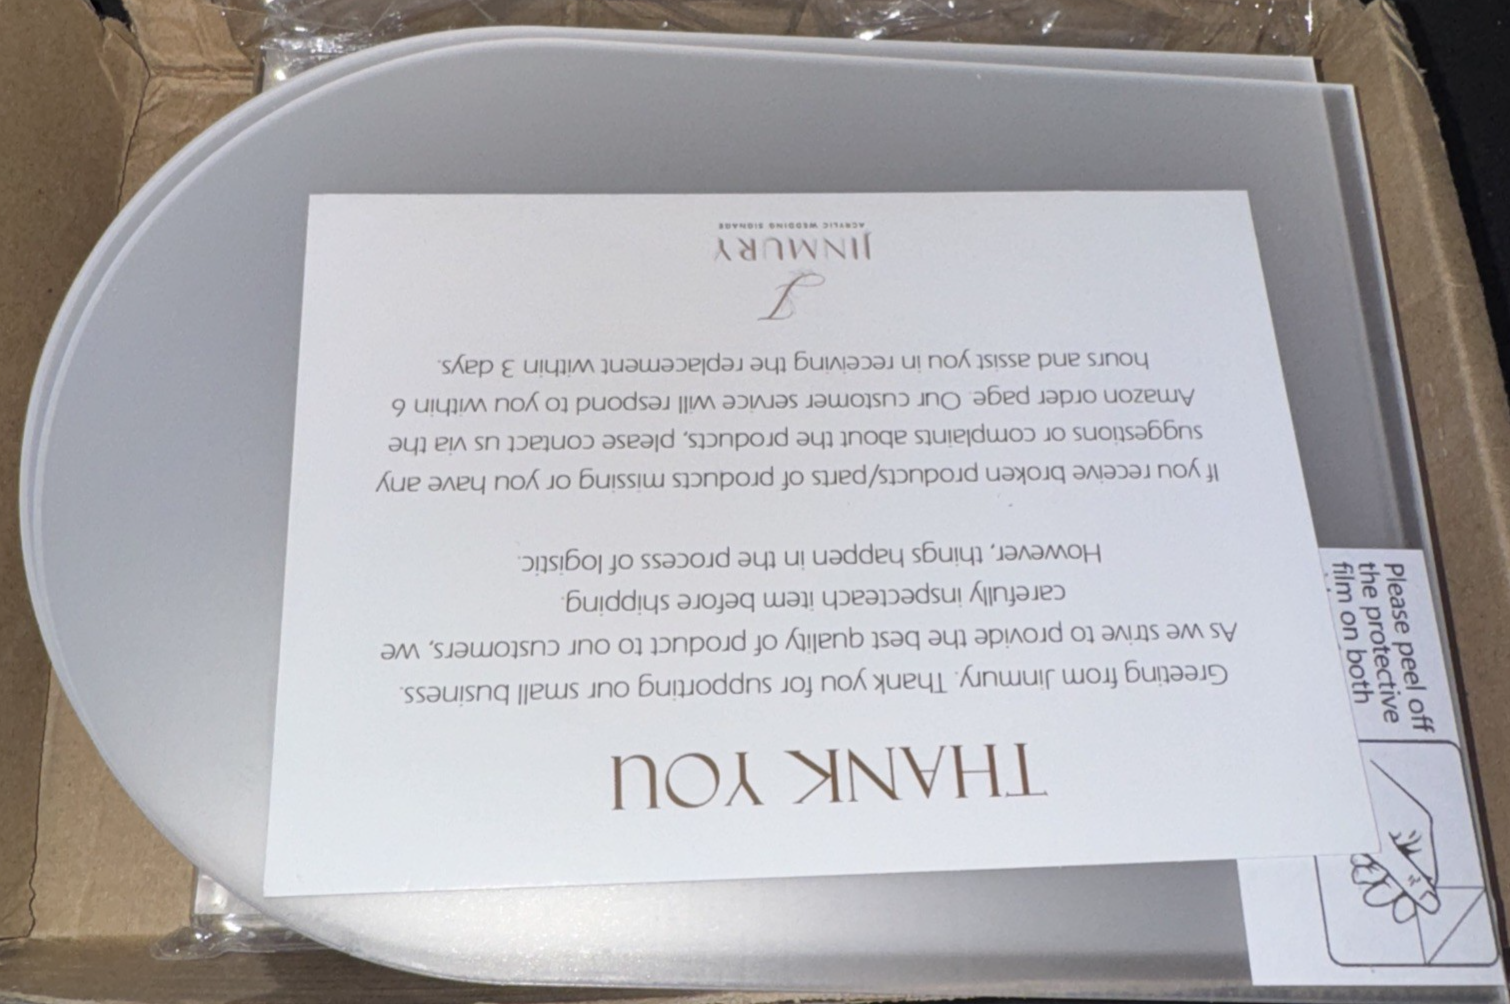 THANK YOU
Greeting from Jinmury. Thank you for supporting our small business.
As we strive to provide the best quality of product to our customers, we
carefully inspecteach item before shipping.
However, things happen in the process of logistic.
If you receive broken products/parts of products missing or you have any
suggestions or complaints about the products, please contact us via the
Amazon order page. Our customer service will respond to you within 6
hours and assist you in receiving the replacement within 3 days.
J
JINMURY
ACRYLIC WEDDING SIGNAGE
Please peel off
the protective
film on both